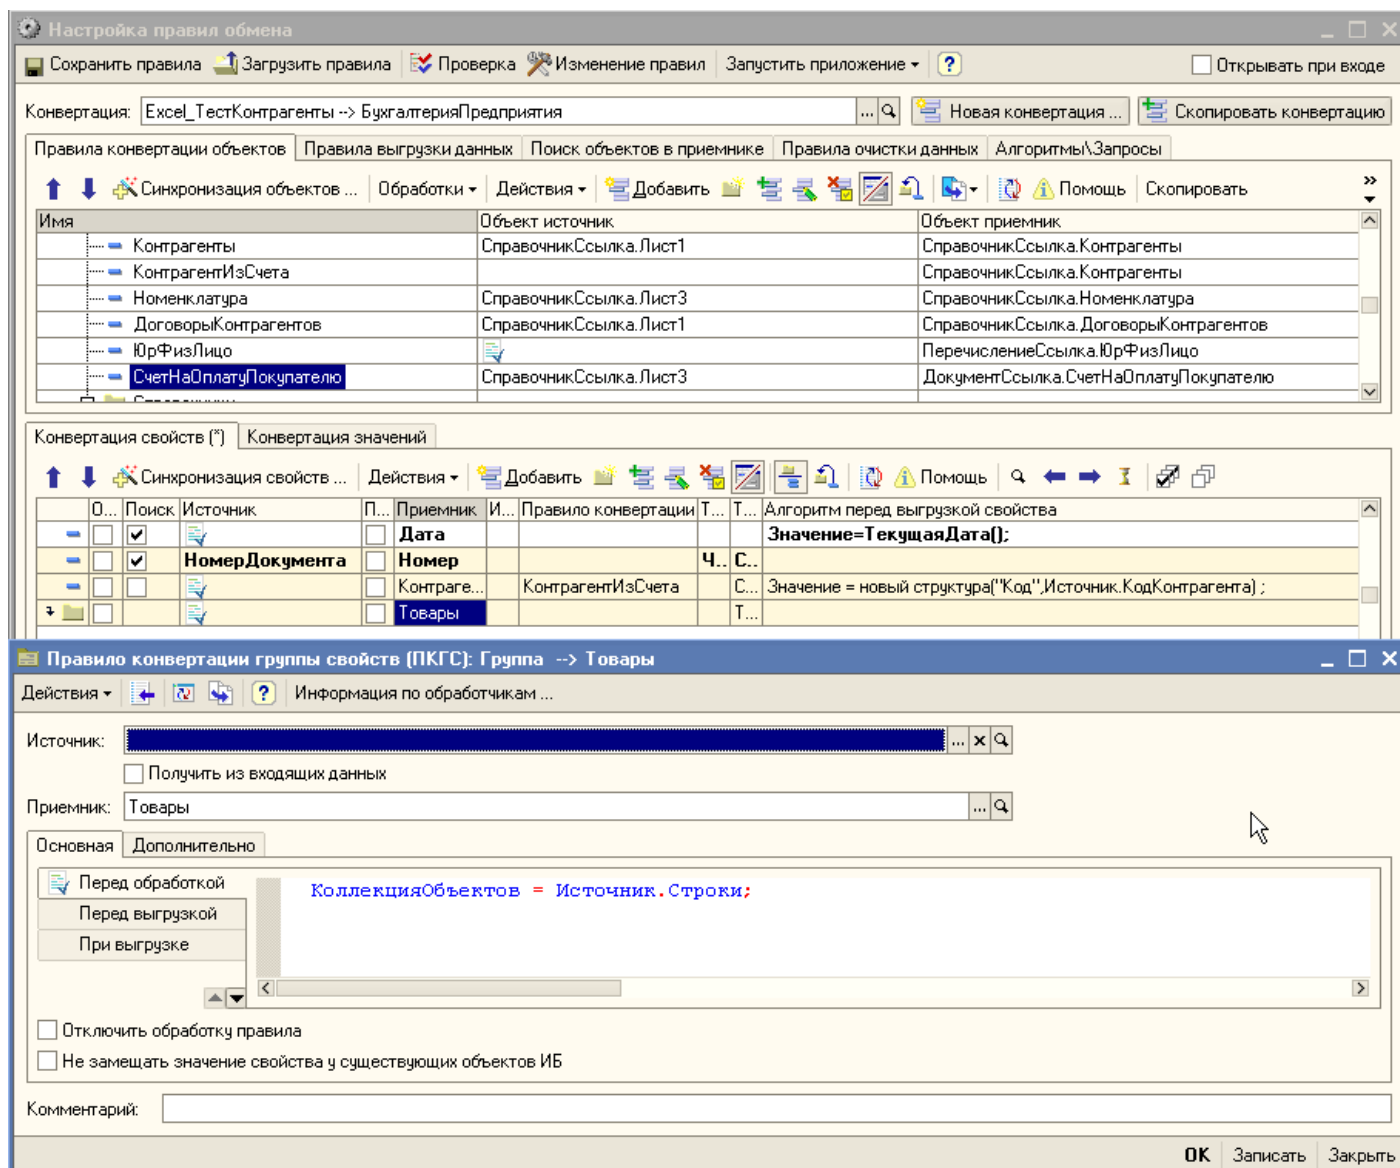 Настройка правил обмена
Сохранить правила Загрузить правила Проверка Изменение правил Запустить приложение Открывать при входе
Конвертация: Excel_ТестКонтрагенты --> БухгалтерияПредприятия ... Новая конвертация ... Скопировать конвертацию
Правила конвертации объектов Правила выгрузки данных Поиск объектов в приемнике Правила очистки данных Алгоритмы\Запросы
Синхронизация объектов ... Обработки Действия Добавить Помощь Скопировать
Имя Объект источник Объект приемник
Контрагенты СправочникСсылка.Лист1 СправочникСсылка.Контрагенты
КонтрагентИзСчета СправочникСсылка.Контрагенты
Номенклатура СправочникСсылка.Лист3 СправочникСсылка.Номенклатура
ДоговорыКонтрагентов СправочникСсылка.Лист1 СправочникСсылка.ДоговорыКонтрагентов
ЮрФизЛицо ПеречислениеСсылка.ЮрФизЛицо
СчетНаОплатуПокупателю СправочникСсылка.Лист3 ДокументСсылка.СчетНаОплатуПокупателю
Конвертация свойств (*) Конвертация значений
Синхронизация свойств ... Действия Добавить Помощь
О... Поиск Источник П... Приемник И... Правило конвертации Т... Т... Алгоритм перед выгрузкой свойства
Дата Значение=ТекущаяДата();
НомерДокумента Номер Ч.. С...
Контраге... КонтрагентИзСчета С... Значение = новый структура("Код",Источник.КодКонтрагента) ;
Товары Т...
Правило конвертации группы свойств (ПКГС): Группа --> Товары
Действия ? Информация по обработчикам ...
Источник: ... x
Получить из входящих данных
Приемник: Товары ...
Основная Дополнительно
Перед обработкой
КоллекцияОбъектов = Источник.Строки;
Перед выгрузкой
При выгрузке
Отключить обработку правила
Не замещать значение свойства у существующих объектов ИБ
Комментарий:
OK Записать Закрыть